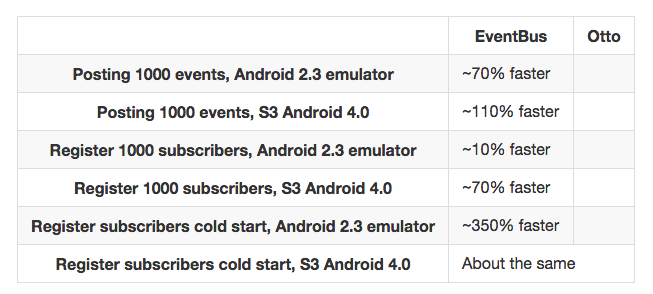 EventBus Otto
Posting 1000 events, Android 2.3 emulator ~70% faster
Posting 1000 events, S3 Android 4.0 ~110% faster
Register 1000 subscribers, Android 2.3 emulator ~10% faster
Register 1000 subscribers, S3 Android 4.0 ~70% faster
Register subscribers cold start, Android 2.3 emulator ~350% faster
Register subscribers cold start, S3 Android 4.0 About the same